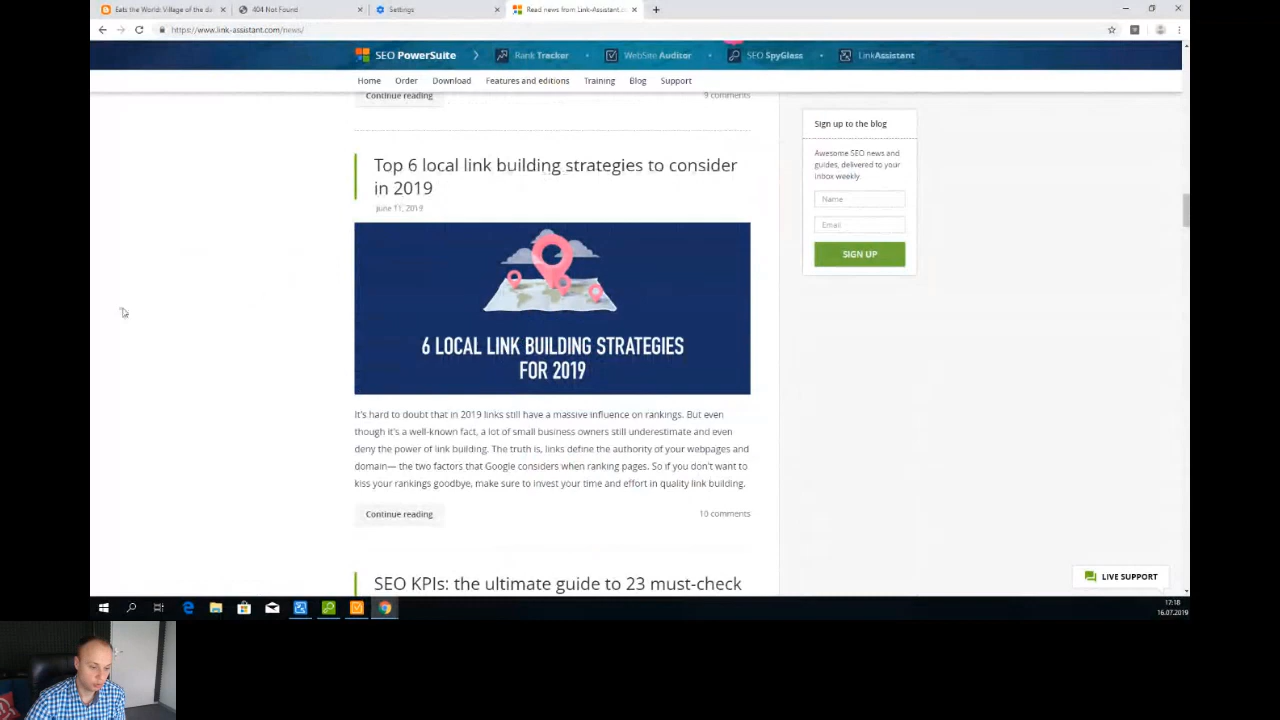 Eats the World: Village of the da
404 Not Found
Settings
Read news from Link-Assistant.co
https://www.link-assistant.com/news/
SEO PowerSuite
Rank Tracker
WebSite Auditor
SEO SpyGlass
LinkAssistant
Home
Order
Download
Features and editions
Training
Blog
Support
Continue reading
9 comments
Sign up to the blog
Awesome SEO news and
guides, delivered to your
inbox weekly.
Name
Email
SIGN UP
Top 6 local link building strategies to consider
in 2019
june 11, 2019
6 LOCAL LINK BUILDING STRATEGIES
FOR 2019
It's hard to doubt that in 2019 links still have a massive influence on rankings. But even
though it's a well-known fact, a lot of small business owners still underestimate and even
deny the power of link building. The truth is, links define the authority of your webpages and
domain— the two factors that Google considers when ranking pages. So if you don't want to
kiss your rankings goodbye, make sure to invest your time and effort in quality link building.
Continue reading
10 comments
SEO KPIs: the ultimate guide to 23 must-check
LIVE SUPPORT
17:18
16.07.2019